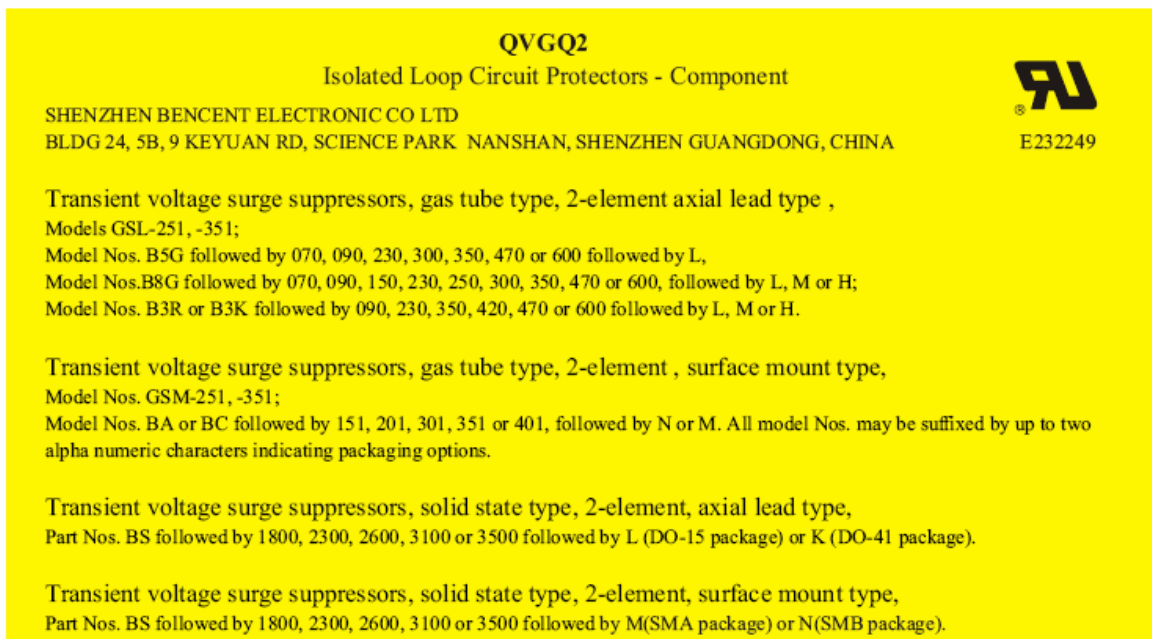 QVGQ2
Isolated Loop Circuit Protectors - Component
SHENZHEN BENCENT ELECTRONIC CO LTD
BLDG 24, 5B, 9 KEYUAN RD, SCIENCE PARK NANSHAN, SHENZHEN GUANGDONG, CHINA
®
E232249
Transient voltage surge suppressors, gas tube type, 2-element axial lead type ,
Models GSL-251, -351;
Model Nos. B5G followed by 070, 090, 230, 300, 350, 470 or 600 followed by L,
Model Nos.B8G followed by 070, 090, 150, 230, 250, 300, 350, 470 or 600, followed by L, M or H;
Model Nos. B3R or B3K followed by 090, 230, 350, 420, 470 or 600 followed by L, M or H.
Transient voltage surge suppressors, gas tube type, 2-element , surface mount type,
Model Nos. GSM-251, -351;
Model Nos. BA or BC followed by 151, 201, 301, 351 or 401, followed by N or M. All model Nos. may be suffixed by up to two
alpha numeric characters indicating packaging options.
Transient voltage surge suppressors, solid state type, 2-element, axial lead type,
Part Nos. BS followed by 1800, 2300, 2600, 3100 or 3500 followed by L (DO-15 package) or K (DO-41 package).
Transient voltage surge suppressors, solid state type, 2-element, surface mount type,
Part Nos. BS followed by 1800, 2300, 2600, 3100 or 3500 followed by M(SMA package) or N(SMB package).